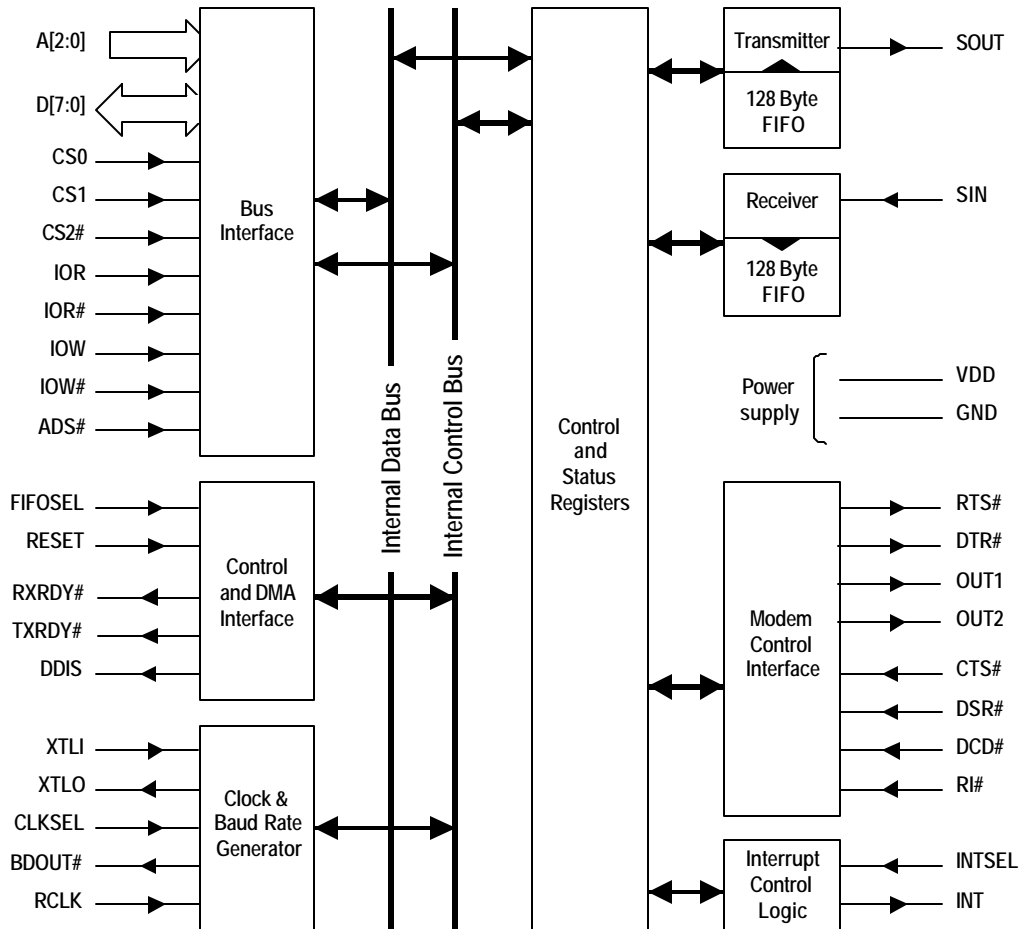 A[2:0]
D[7:0]
CS0
CS1
CS2#
IOR
IOR#
IOW
IOW#
ADS#
Bus
Interface
FIFOSEL
RESET
RXRDY#
TXRDY#
DDIS
Control
and DMA
Interface
XTLI
XTLO
CLKSEL
BDOUT#
RCLK
Clock &
Baud Rate
Generator
Internal Data Bus
Internal Control Bus
Control
and
Status
Registers
Transmitter
128 Byte
FIFO
SOUT
Receiver
128 Byte
FIFO
SIN
Power
supply
VDD
GND
Modem
Control
Interface
RTS#
DTR#
OUT1
OUT2
CTS#
DSR#
DCD#
RI#
Interrupt
Control
Logic
INTSEL
INT